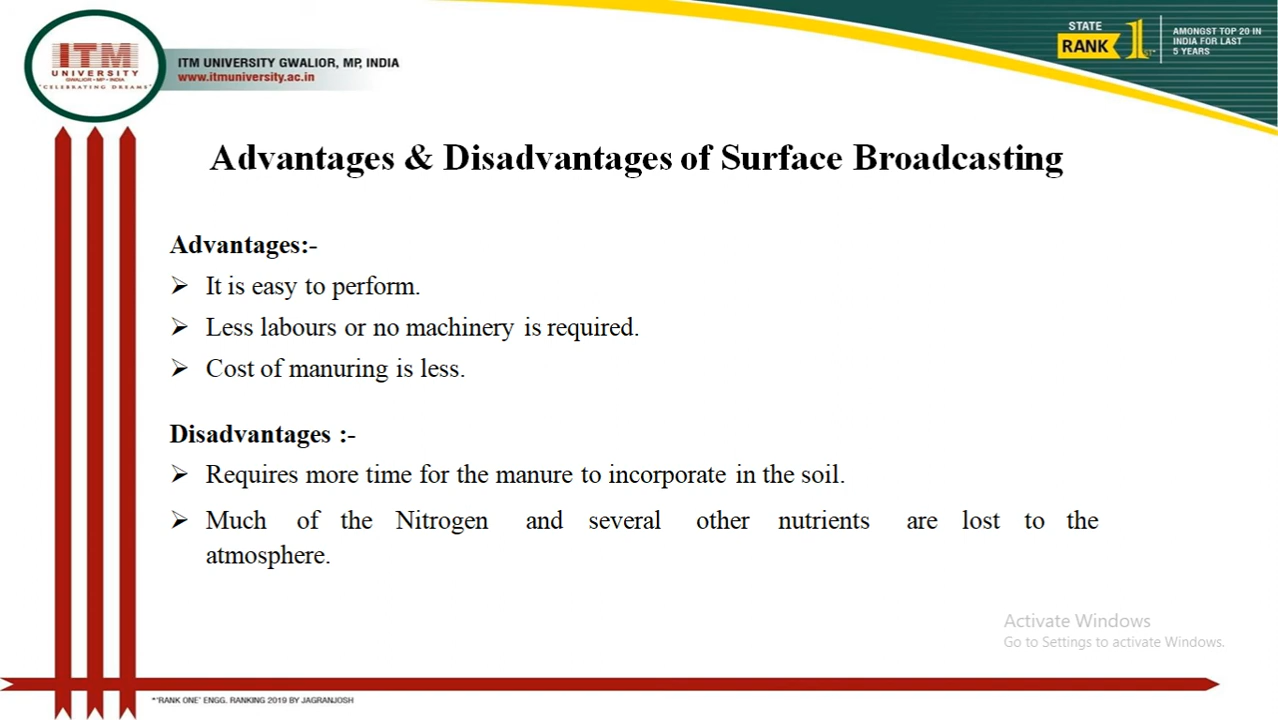 ITM
UNIVERSITY
GWALIOR • MP • INDIA
"CELEBRATING DREAMS"
ITM UNIVERSITY GWALIOR, MP, INDIA
www.itmuniversity.ac.in
STATE
RANK 1ST*
AMONGST TOP 20 IN
INDIA FOR LAST
5 YEARS
Advantages & Disadvantages of Surface Broadcasting
Advantages:-
➢ It is easy to perform.
➢ Less labours or no machinery is required.
➢ Cost of manuring is less.
Disadvantages :-
➢ Requires more time for the manure to incorporate in the soil.
➢ Much of the Nitrogen and several other nutrients are lost to the
atmosphere.
Activate Windows
Go to Settings to activate Windows.
*"RANK ONE" ENGG. RANKING 2019 BY JAGRANJOSH